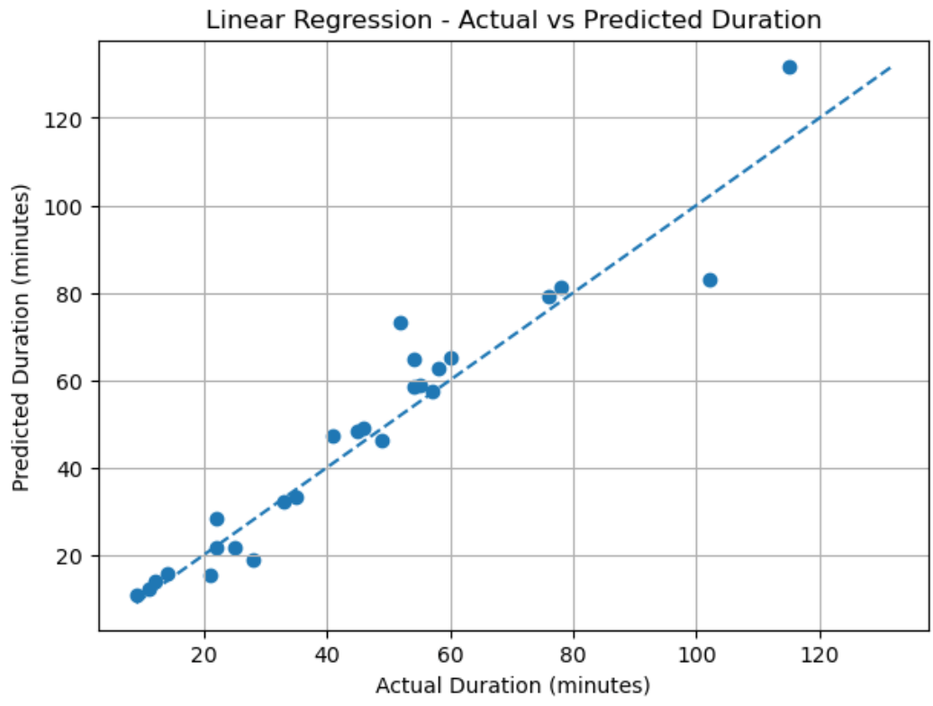 Linear Regression - Actual vs Predicted Duration
120
100
80
60
40
20
Predicted Duration (minutes)
20 40 60 80 100 120
Actual Duration (minutes)